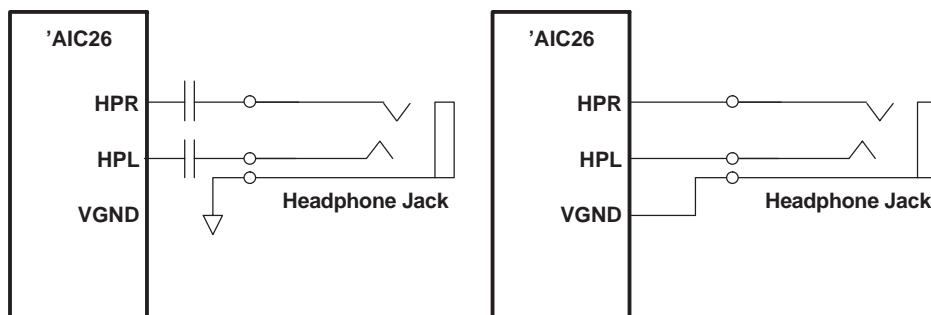 'AIC26
HPR
HPL
VGND
Headphone Jack
'AIC26
HPR
HPL
VGND
Headphone Jack